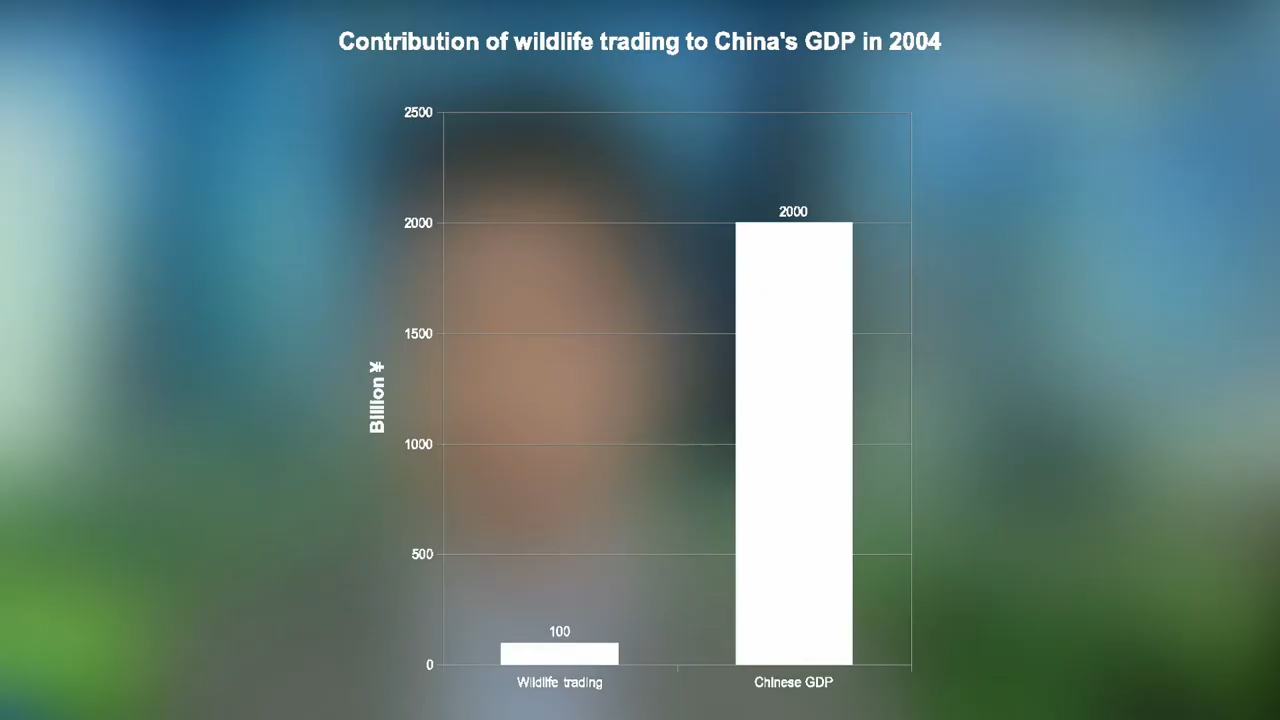 Contribution of wildlife trading to China's GDP in 2004
2500
2000
1500
1000
500
0
Billion ¥
2000
100
Wildlife trading
Chinese GDP